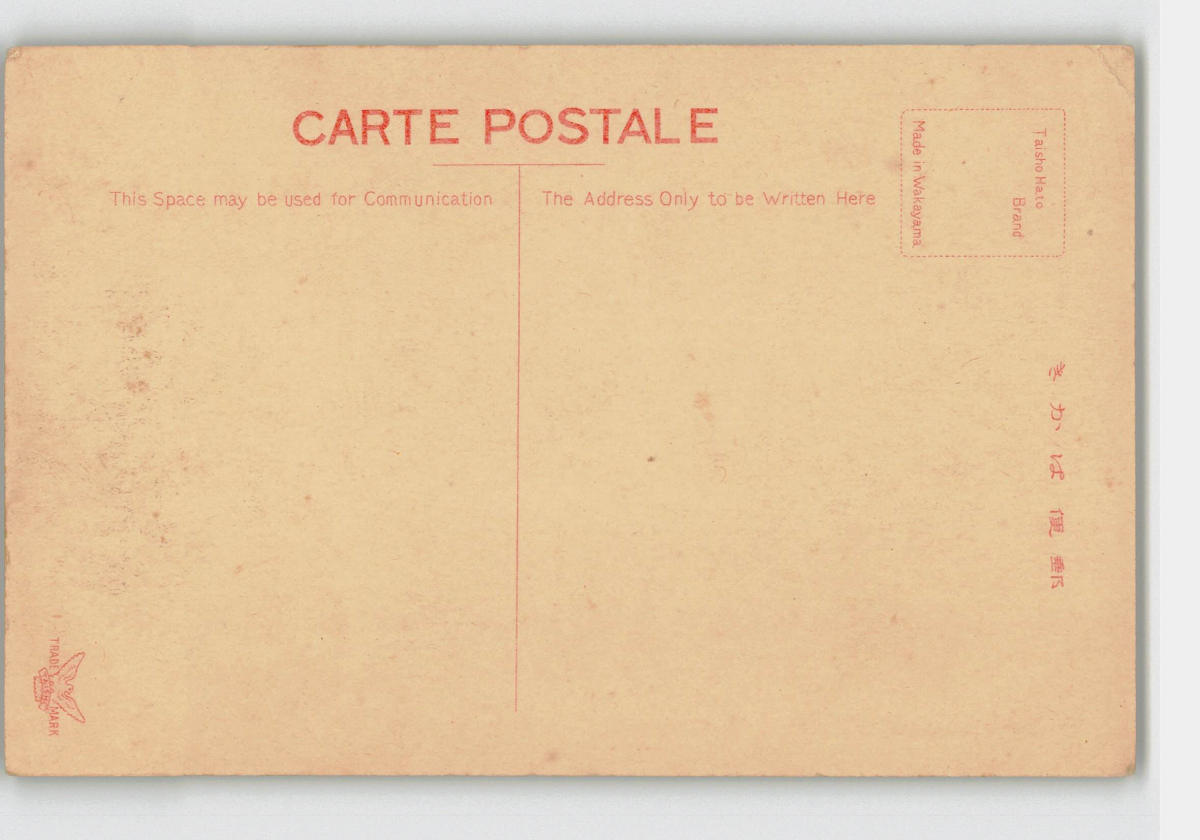 CARTE POSTALE
This Space may be used for Communication
The Address Only to be Written Here
Taisho Hato
Brand
Made in Wakayama
きかは便郵
TRADE MARK
TAISHO